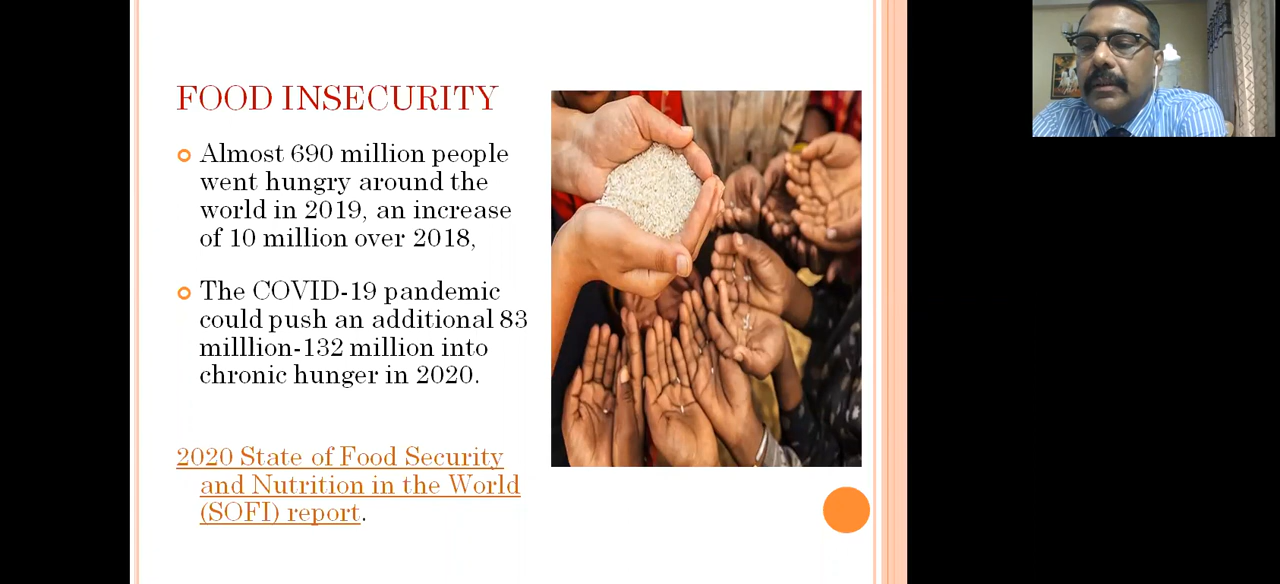 FOOD INSECURITY
Almost 690 million people
went hungry around the
world in 2019, an increase
of 10 million over 2018,
The COVID-19 pandemic
could push an additional 83
milllion-132 million into
chronic hunger in 2020.
2020 State of Food Security
and Nutrition in the World
(SOFI) report.